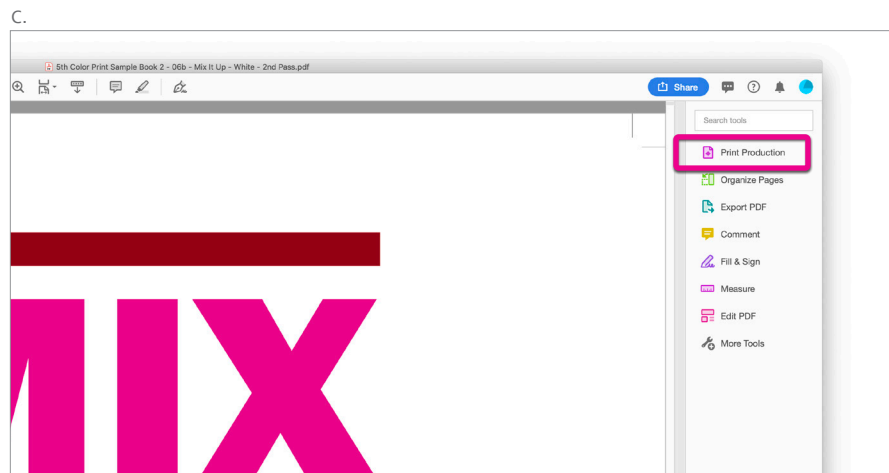 C.
5th Color Print Sample Book 2 - 06b - Mix It Up - White - 2nd Pass.pdf
Share
Search tools
Print Production
Organize Pages
Export PDF
Comment
Fill & Sign
Measure
Edit PDF
More Tools
MIX